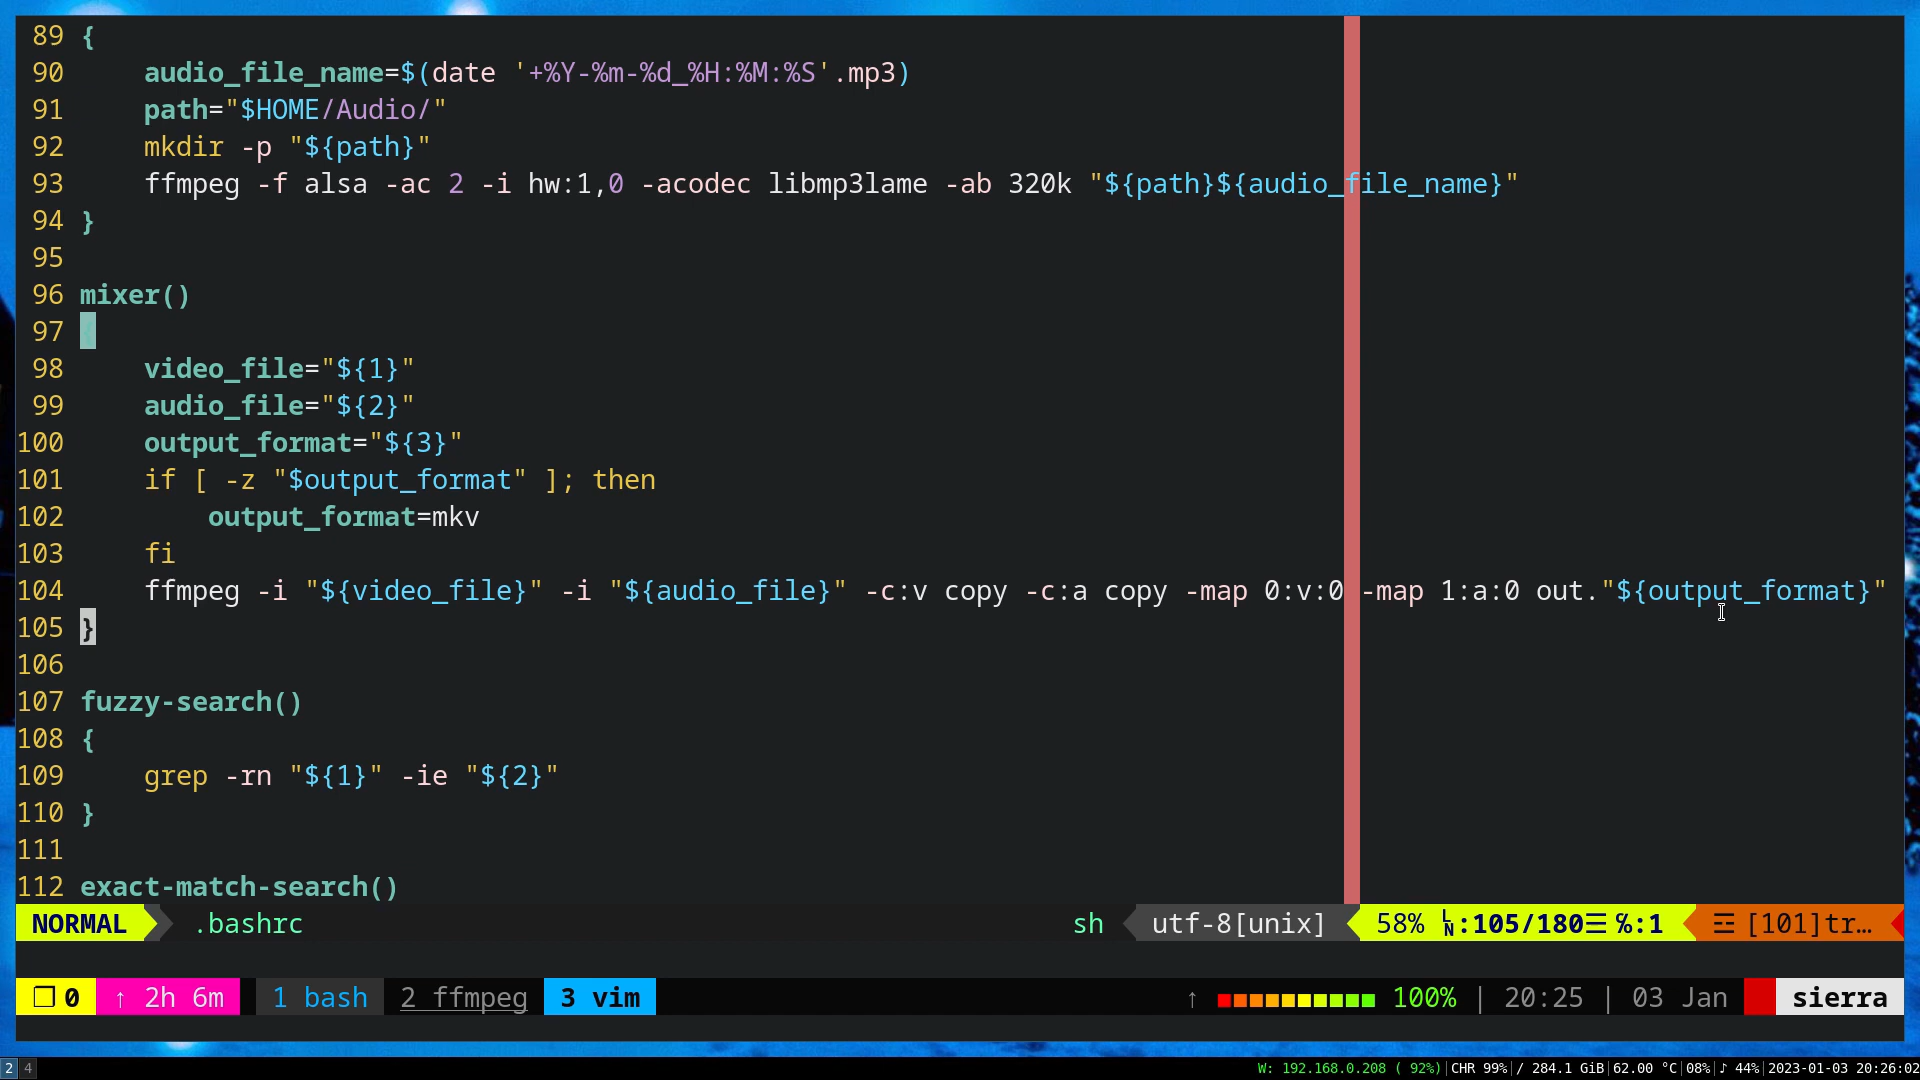 89 {
90     audio_file_name=$(date '+%Y-%m-%d_%H:%M:%S'.mp3)
91     path="$HOME/Audio/"
92     mkdir -p "${path}"
93     ffmpeg -f alsa -ac 2 -i hw:1,0 -acodec libmp3lame -ab 320k "${path}${audio_file_name}"
94 }
95
96 mixer()
97
98     video_file="${1}"
99     audio_file="${2}"
100     output_format="${3}"
101     if [ -z "$output_format" ]; then
102         output_format=mkv
103     fi
104     ffmpeg -i "${video_file}" -i "${audio_file}" -c:v copy -c:a copy -map 0:v:0 -map 1:a:0 out."${output_format}"
105 }
106
107 fuzzy-search()
108 {
109     grep -rn "${1}" -ie "${2}"
110 }
111
112 exact-match-search()
NORMAL .bashrc sh utf-8[unix] 58% ㏑:105/180☰ ℅:1 ☲ [101]tr…
❐ 0 ↑ 2h 6m 1 bash 2 ffmpeg 3 vim ↑ ■■■■■■■■■■ 100% | 20:25 | 03 Jan sierra
2 4 W: 192.168.0.208 ( 92%)|CHR 99%|/ 284.1 GiB|62.00 °C|08%|♪ 44%|2023-01-03 20:26:02